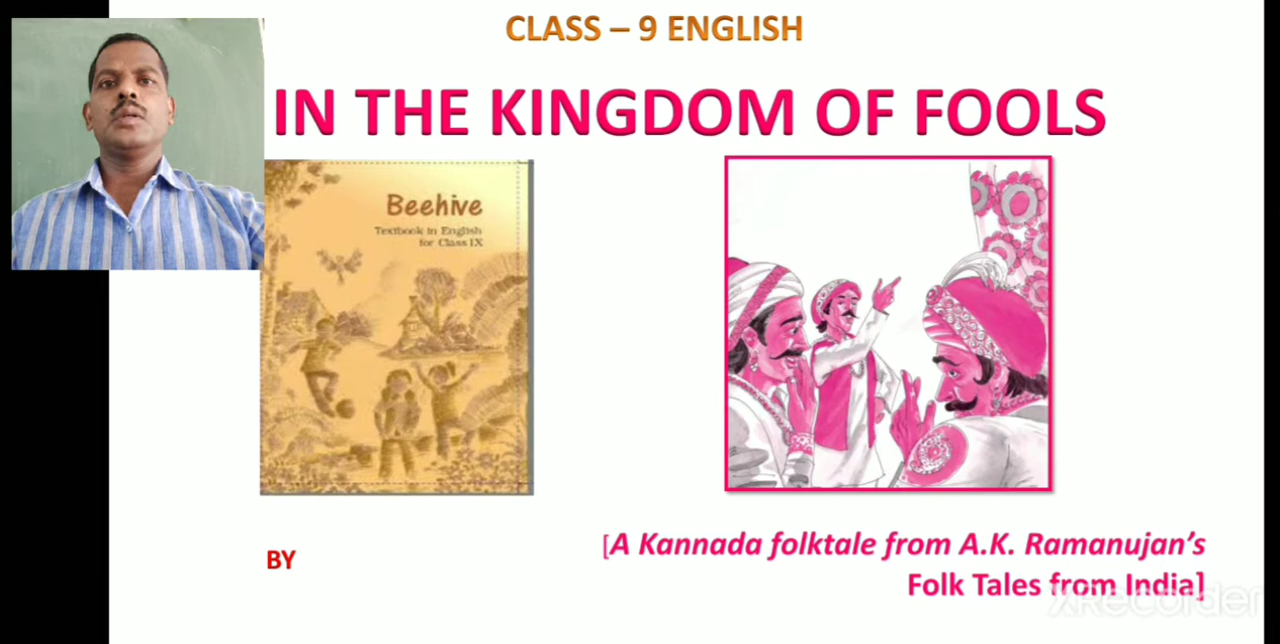 CLASS – 9 ENGLISH
IN THE KINGDOM OF FOOLS
Beehive
Textbook in English
for Class IX
BY
[A Kannada folktale from A.K. Ramanujan’s
Folk Tales from India]
XRecorder